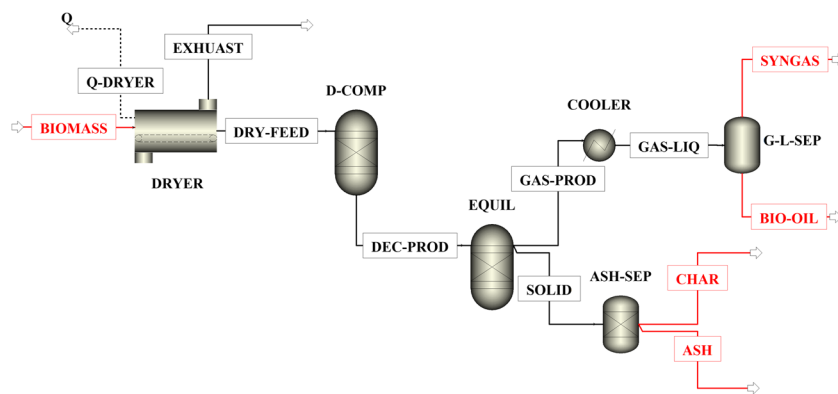 Q
EXHUAST
Q-DRYER
BIOMASS
DRY-FEED
DRYER
D-COMP
DEC-PROD
EQUIL
GAS-PROD
SOLID
COOLER
GAS-LIQ
SYNGAS
G-L-SEP
BIO-OIL
ASH-SEP
CHAR
ASH